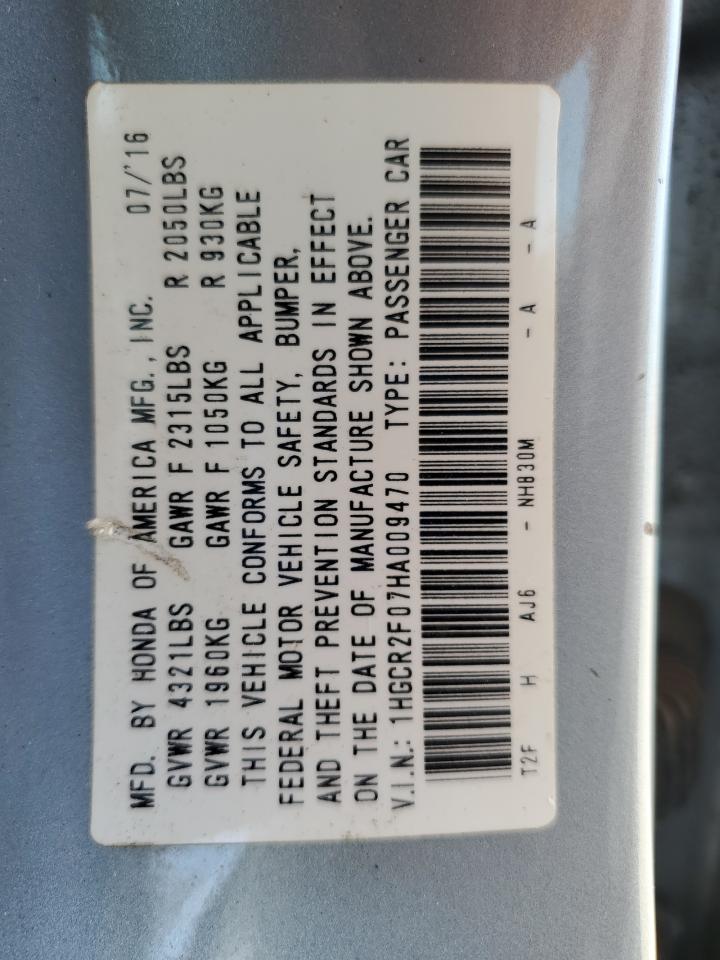 MFD. BY HONDA OF AMERICA MFG., INC. 07/'16
GVWR 4321LBS GAWR F 2315LBS R 2050LBS
GVWR 1960KG GAWR F 1050KG R 930KG
THIS VEHICLE CONFORMS TO ALL APPLICABLE
FEDERAL MOTOR VEHICLE SAFETY, BUMPER,
AND THEFT PREVENTION STANDARDS IN EFFECT
ON THE DATE OF MANUFACTURE SHOWN ABOVE.
V.I.N.: 1HGCR2F07HA009470 TYPE: PASSENGER CAR
T2F H AJ6 - NH830M - A - A